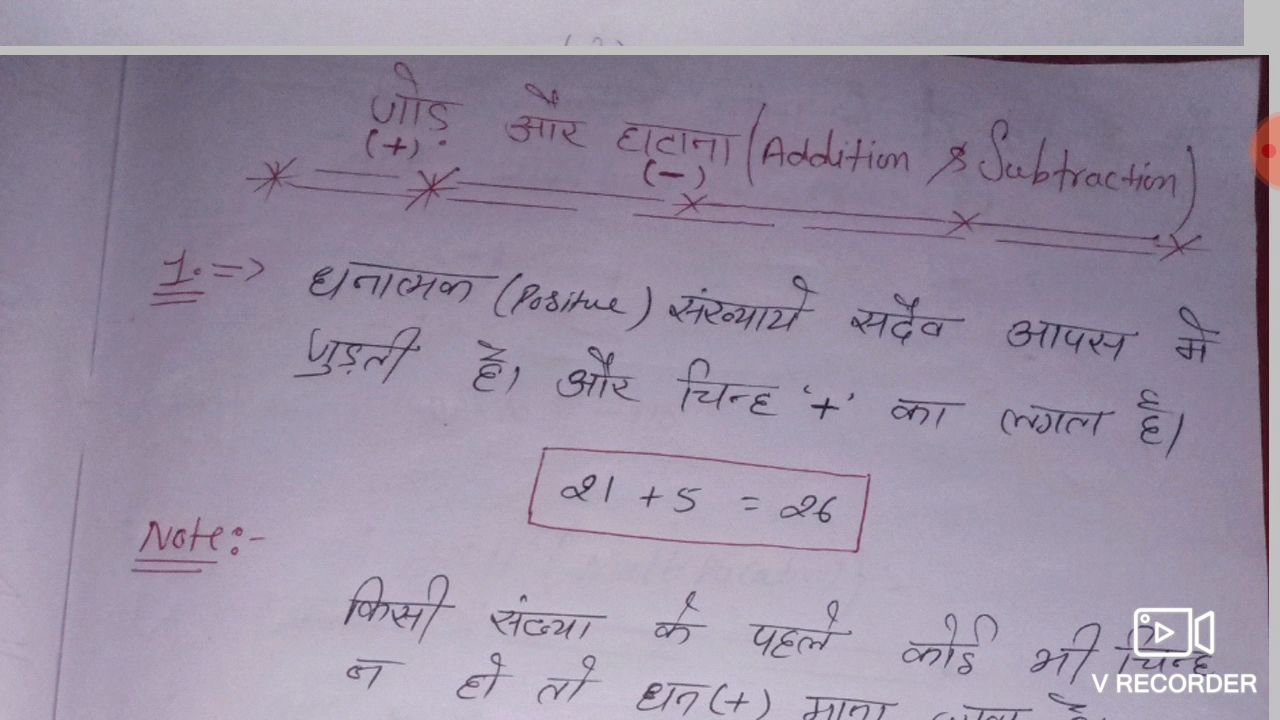 जोड़ और घटाना (Addition & Subtraction)
(+) (-)
1. => धनात्मक (Positive) संख्याये सदैव आपस मे
जुड़ती है। और चिन्ह '+' का लगता है।
21 + 5 = 26
Note:-
किसी संख्या के पहले कोई भी चिन्ह
न हो तो धन(+) माना
V RECORDER